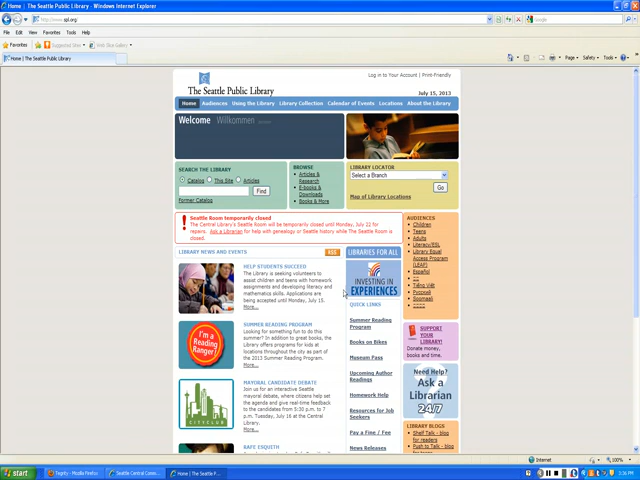 Home | The Seattle Public Library - Windows Internet Explorer
http://www.spl.org/
Google
File Edit View Favorites Tools Help
Favorites Suggested Sites Web Slice Gallery
Home | The Seattle Public Library
Page Safety Tools
Log in to Your Account | Print-Friendly
The Seattle Public Library
July 15, 2013
Home Audiences Using the Library Library Collection Calendar of Events Locations About the Library
Welcome Willkommen
SEARCH THE LIBRARY
Catalog This Site Articles
Find
Former Catalog
BROWSE
Articles &
Research
E-books &
Downloads
Books & More
LIBRARY LOCATOR
Select a Branch
Go
Map of Library Locations
Seattle Room temporarily closed
The Central Library's Seattle Room will be temporarily closed until Monday, July 22 for
repairs. Ask a Librarian for help with genealogy or Seattle history while The Seattle Room is
closed.
LIBRARY NEWS AND EVENTS
RSS
HELP STUDENTS SUCCEED
The Library is seeking volunteers to
assist children and teens with homework
assignments and developing literacy and
mathematics skills. Applications are
being accepted until Monday, July 15.
More...
I'm a
Reading
Ranger!
SUMMER READING PROGRAM
Looking for something fun to do this
summer? In addition to great books, the
Library offers programs for kids at
locations throughout the city as part of
the 2013 Summer Reading Program.
More...
CITYCLUB
MAYORAL CANDIDATE DEBATE
Join us for an interactive Seattle
mayoral debate, where citizens help set
the agenda and give real-time feedback
to the candidates from 5:30 p.m. to 7
p.m. Tuesday, July 16 at the Central
Library.
More...
RAFE ESQUITH
LIBRARIES FOR ALL
INVESTING IN
EXPERIENCES
QUICK LINKS
Summer Reading
Program
Books on Bikes
Museum Pass
Upcoming Author
Readings
Homework Help
Resources for Job
Seekers
Pay a Fine / Fee
News Releases
AUDIENCES
Children
Teens
Adults
Literacy/ESL
Library Equal
Access Program
(LEAP)
Español
Tiếng Việt
Русский
Soomaali
SUPPORT
YOUR
LIBRARY!
Donate money,
books and time.
Need Help?
Ask a
Librarian
24/7
LIBRARY BLOGS
Shelf Talk - blog
for readers
Push to Talk - blog
Internet
100%
start
Tegrity - Mozilla Firefox
Seattle Central Comm...
Home | The Seattle P...
3:06 PM